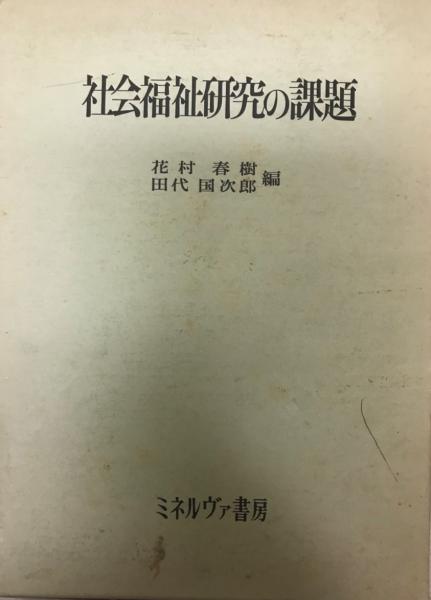 社会福祉研究の課題
花村 春樹
田代 国次郎 編
ミネルヴァ書房